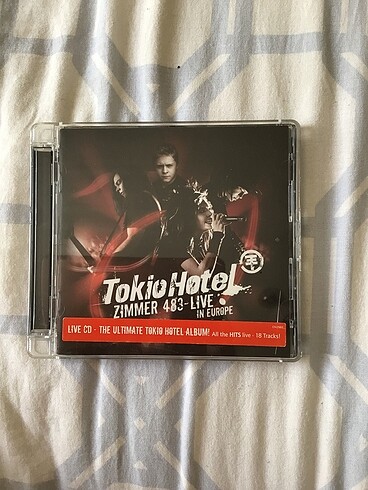 Tokio Hotel
ZIMMER 483 - LIVE
IN EUROPE
LIVE CD - THE ULTIMATE TOKIO HOTEL ALBUM! All the HITS live - 18 Tracks!